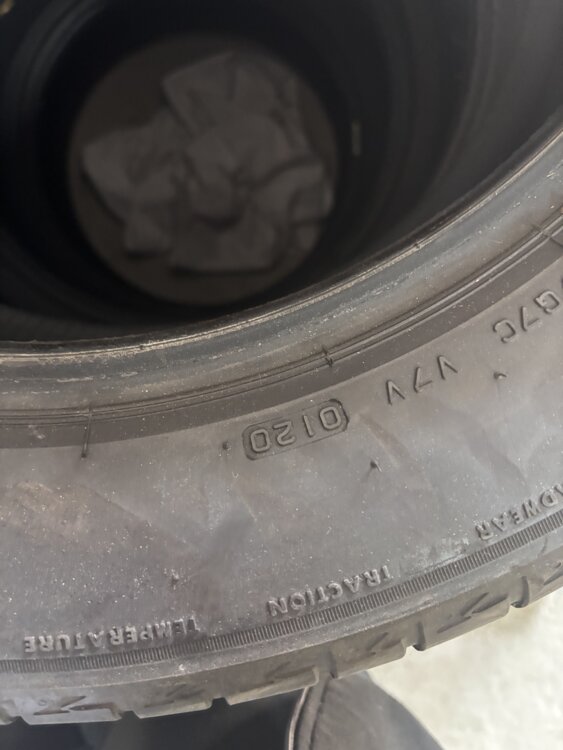 G7C V7V 0120
TRACTION
TEMPERATURE